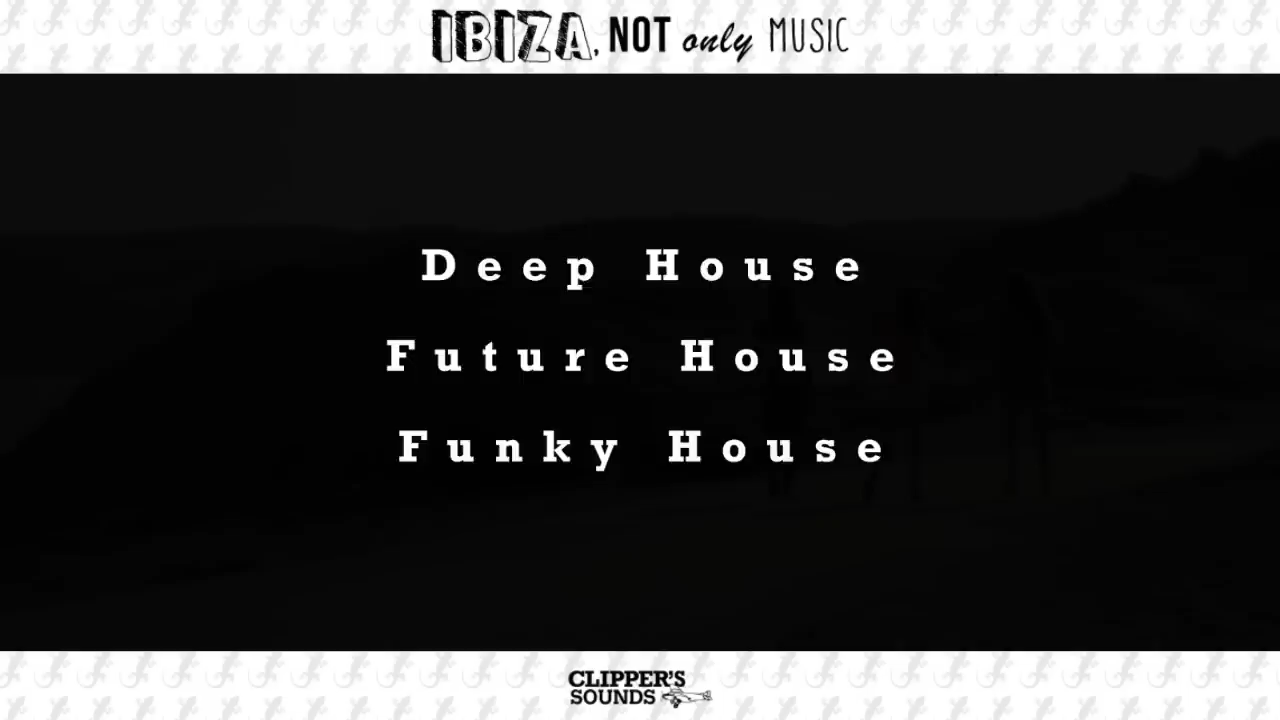 IBIZA, NOT only MUSIC
Deep House
Future House
Funky House
CLIPPER'S
SOUNDS